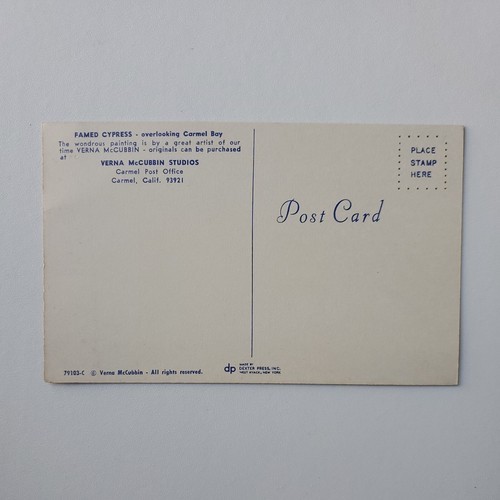 FAMED CYPRESS - overlooking Carmel Bay
The wondrous painting is by a great artist of our
time VERNA McCUBBIN - originals can be purchased
at
VERNA McCUBBIN STUDIOS
Carmel Post Office
Carmel, Calif. 93921
PLACE
STAMP
HERE
Post Card
79103-C © Verna McCubbin - All rights reserved.
dp
MADE BY
DEXTER PRESS, INC.
WEST NYACK, NEW YORK